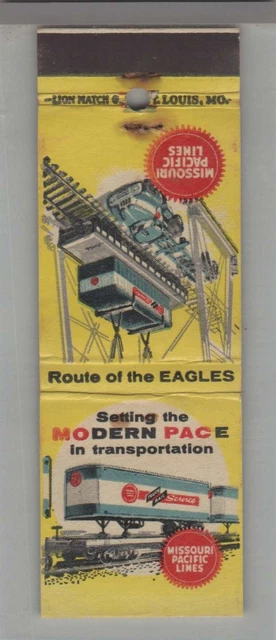 LION MATCH
LOUIS, MO.
MISSOURI
PACIFIC
LINES
Route of the EAGLES
Setting the
MODERN PACE
in transportation
Service
MISSOURI
PACIFIC
LINES